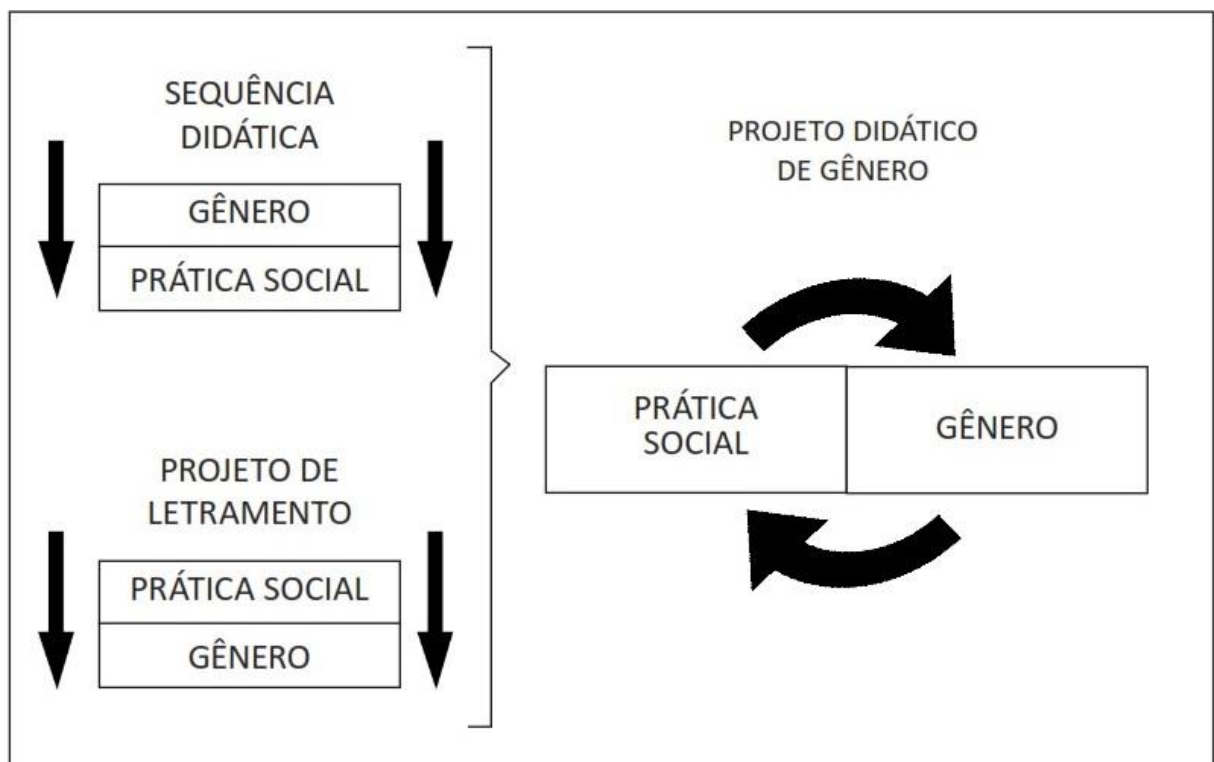 SEQUÊNCIA
DIDÁTICA
GÊNERO
PRÁTICA SOCIAL
PROJETO DE
LETRAMENTO
PRÁTICA SOCIAL
GÊNERO
PROJETO DIDÁTICO
DE GÊNERO
PRÁTICA
SOCIAL
GÊNERO